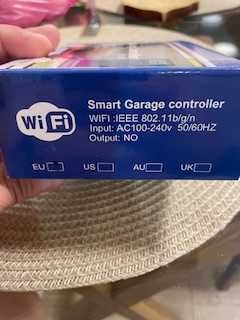 WiFi
Smart Garage controller
WIFI :IEEE 802.11b/g/n
Input: AC100-240v 50/60HZ
Output: NO
EU US AU UK